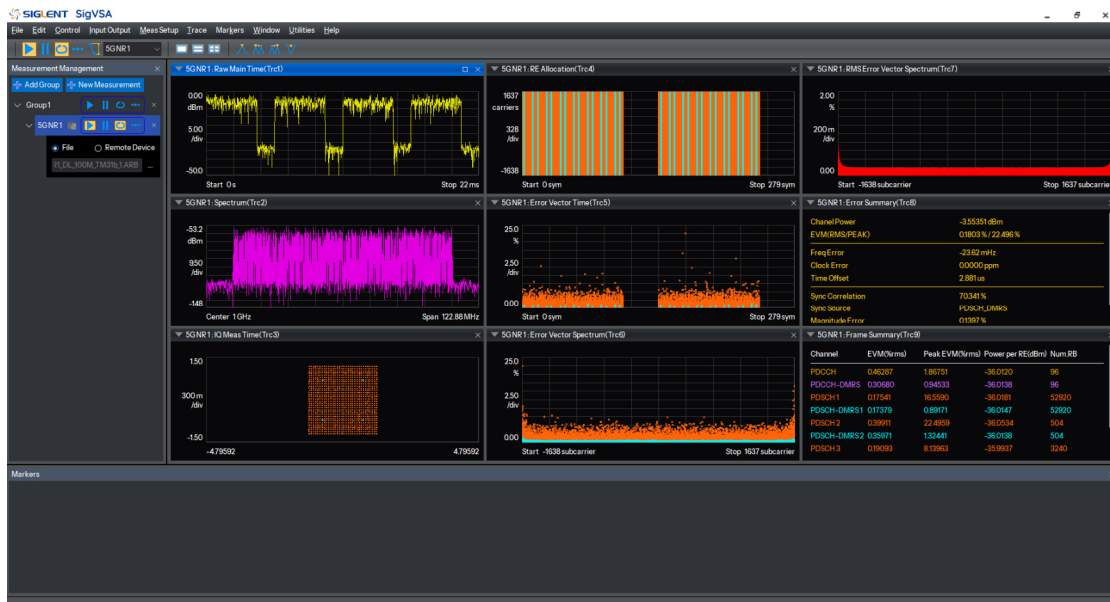 SIGLENT SigVSA
File Edit Control Input Output Meas Setup Trace Markers Window Utilities Help
5GNR1
Measurement Management
Add Group New Measurement
Group1
5GNR1
File Remote Device
_DL_100M_TM31b_1.ARB ...
5GNR1:Raw Main Time(Trc1)
0.00
dBm
5.00
/div
-50.0
Start 0 s Stop 22 ms
5GNR1:RE Allocation(Trc4)
1637
carriers
328
/div
-1638
Start 0 sym Stop 279 sym
5GNR1:RMS Error Vector Spectrum(Trc7)
2.00
%
200 m
/div
0.00
Start -1638 subcarrier Stop 1637 subcarrie
5GNR1:Spectrum(Trc2)
-53.2
dBm
9.50
/div
-148
Center 1 GHz Span 122.88 MHz
5GNR1:Error Vector Time(Trc5)
25.0
%
2.50
/div
0.00
Start 0 sym Stop 279 sym
5GNR1:Error Summary(Trc8)
Chanel Power -3.55351 dBm
EVM(RMS/PEAK) 0.1803 % / 22.496 %
Freq Error -23.62 mHz
Clock Error 0.0000 ppm
Time Offset 2.881 us
Sync Correlation 70.341 %
Sync Source PDSCH_DMRS
Magnitude Error 0.1397 %
5GNR1:IQ Meas Time(Trc3)
1.50
300 m
/div
-1.50
-4.79592 4.79592
5GNR1:Error Vector Spectrum(Trc6)
25.0
%
2.50
/div
0.00
Start -1638 subcarrier Stop 1637 subcarrier
5GNR1:Frame Summary(Trc9)
Channel EVM(%rms) Peak EVM(%rms) Power per RE(dBm) Num.RB
PDCCH 0.46287 1.86751 -36.0120 96
PDCCH-DMRS 0.30680 0.94533 -36.0138 96
PDSCH 1 0.17541 16.5590 -36.0181 52920
PDSCH-DMRS1 0.17379 0.89171 -36.0147 52920
PDSCH 2 0.39911 22.4959 -36.0534 504
PDSCH-DMRS2 0.35971 1.32441 -36.0138 504
PDSCH 3 0.19093 8.13963 -35.9937 3240
Markers